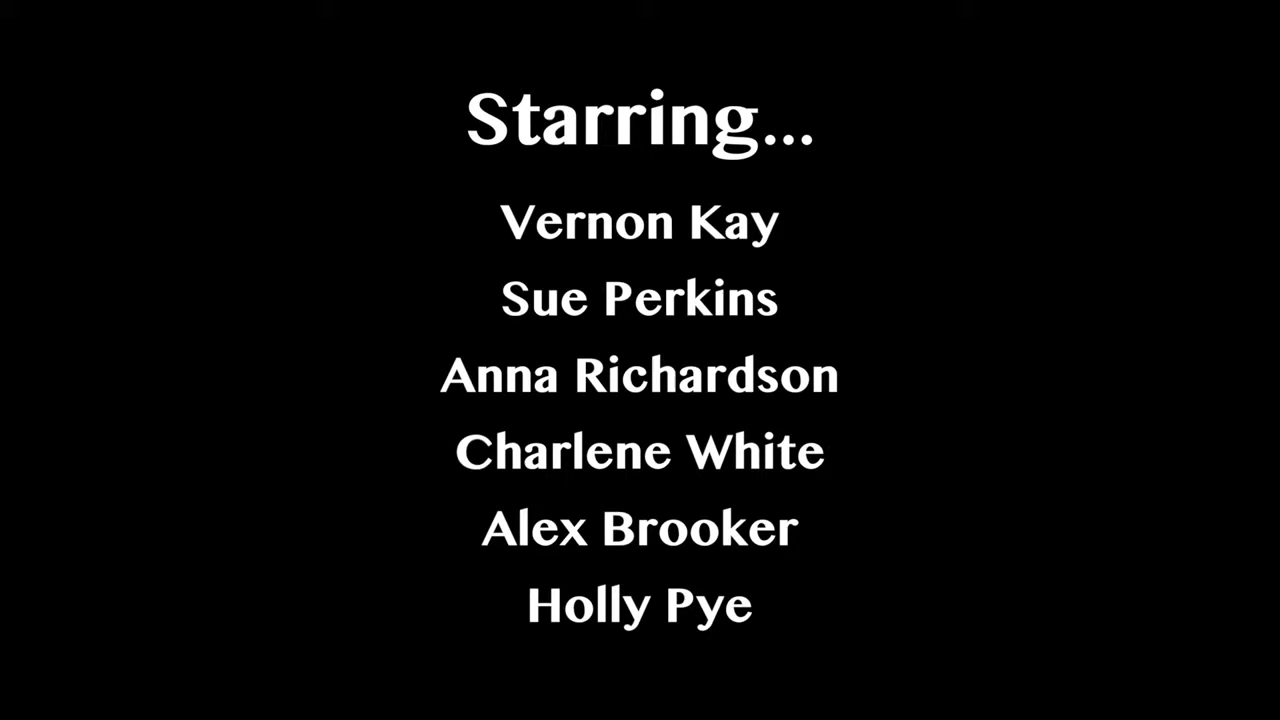 Starring...
Vernon Kay
Sue Perkins
Anna Richardson
Charlene White
Alex Brooker
Holly Pye